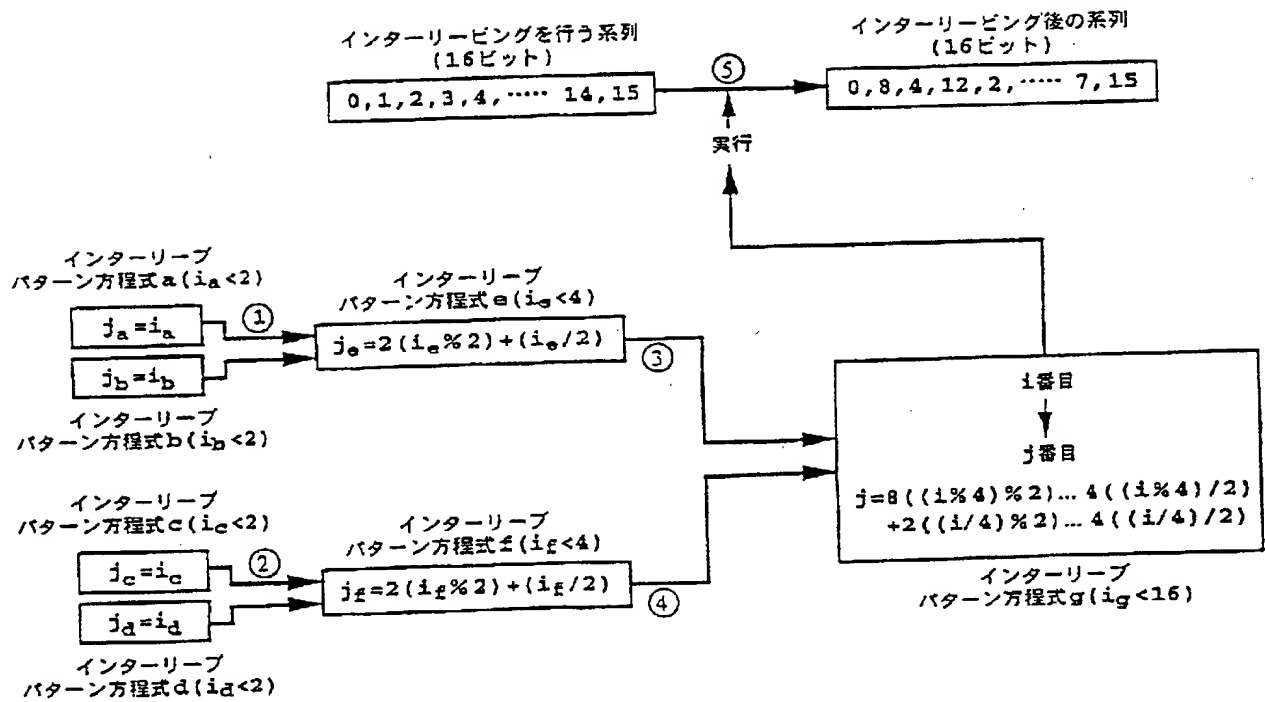 インターリービングを行う系列
(16ビット)
0,1,2,3,4,····· 14,15
⑤
インターリービング後の系列
(16ビット)
0,8,4,12,2,····· 7,15
実行
インターリーブ
パターン方程式a(ia<2)
ja=ia
①
jb=ib
インターリーブ
パターン方程式b(ib<2)
インターリーブ
パターン方程式e(ie<4)
je=2(ie%2)+(ie/2)
③
インターリーブ
パターン方程式c(ic<2)
jc=ic
②
jd=id
インターリーブ
パターン方程式d(id<2)
インターリーブ
パターン方程式f(if<4)
jf=2(if%2)+(if/2)
④
i番目
j番目
j=8((i%4)%2)... 4((i%4)/2)
+2((i/4)%2)... 4((i/4)/2)
インターリーブ
パターン方程式g(ig<16)